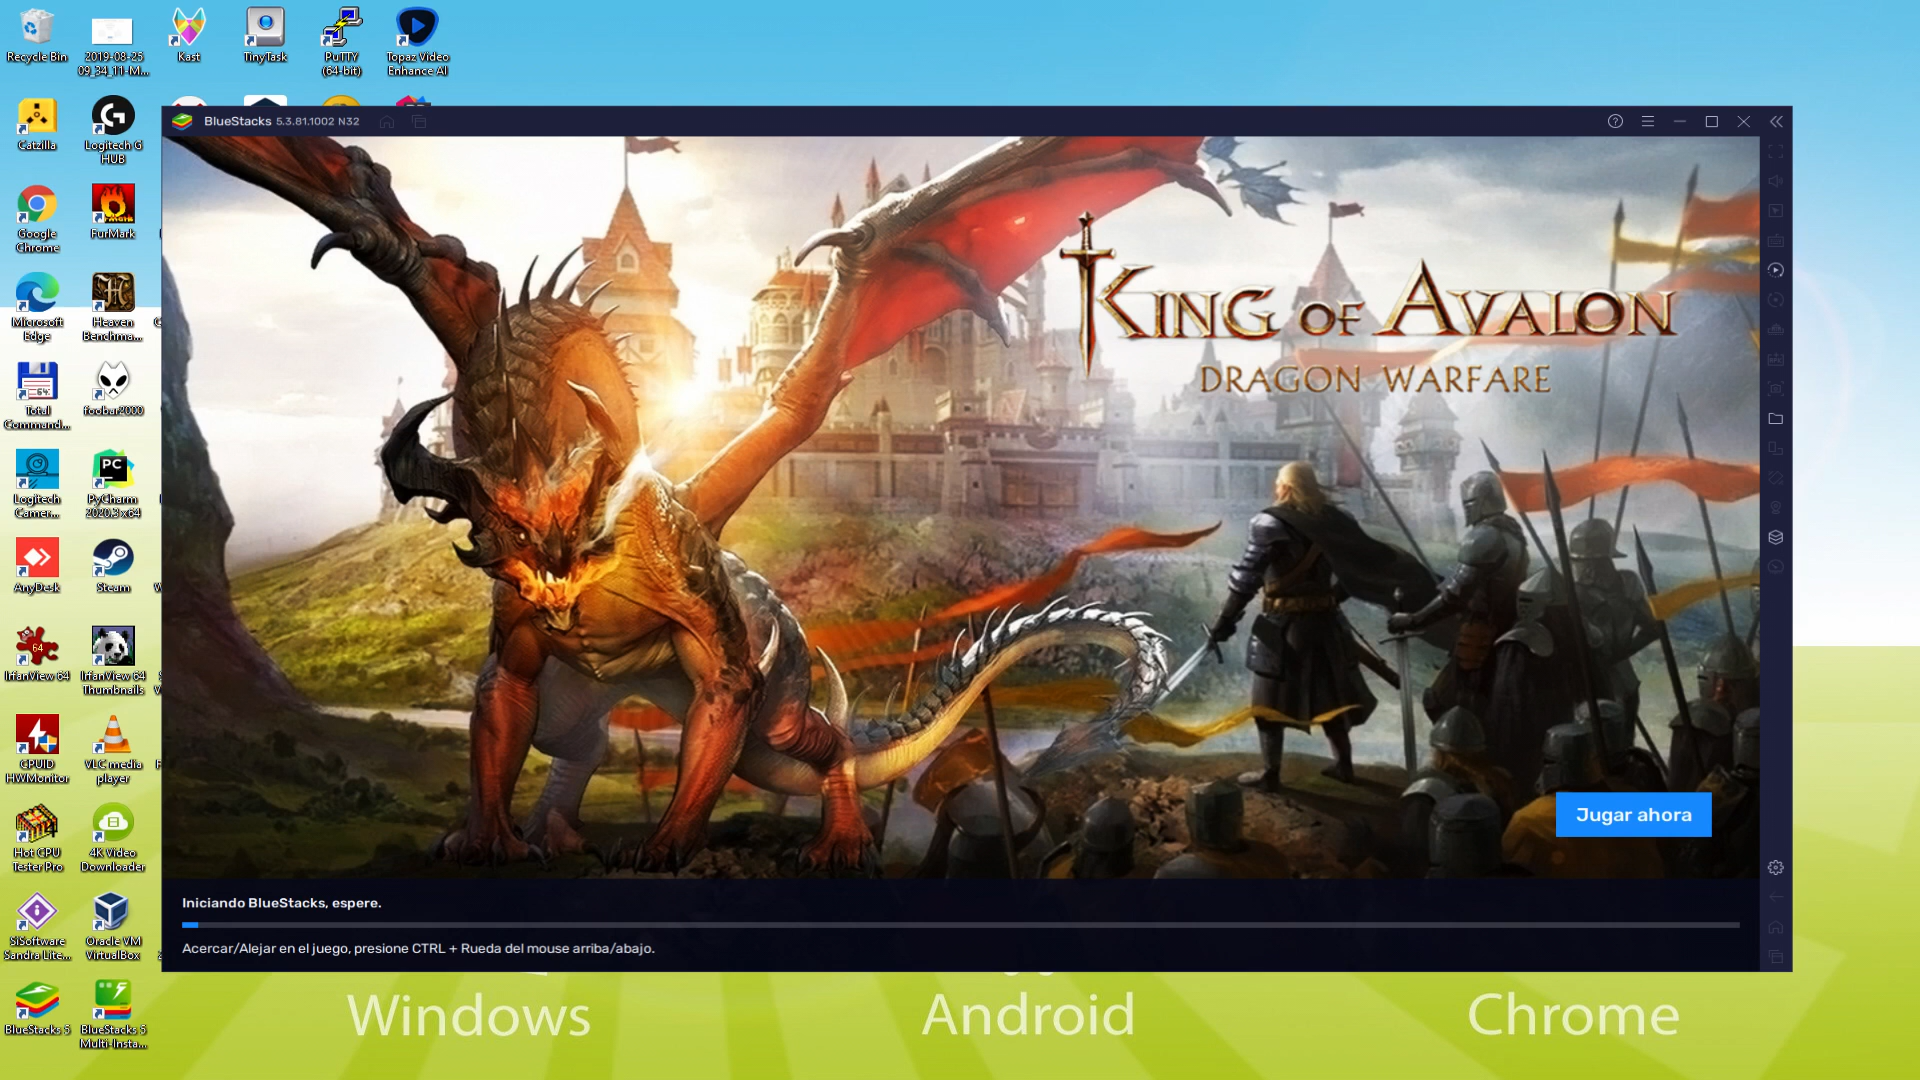 Recycle Bin
2019-08-25
09_34_11-M...
Kast
TinyTask
PuTTY
(64-bit)
Topaz Video
Enhance AI
Catzilla
Logitech G
HUB
Google
Chrome
FurMark
Microsoft
Edge
Heaven
Benchma...
Total
Command...
foobar2000
Logitech
Camer...
PyCharm
2020.3 x64
AnyDesk
Steam
IrfanView 64
IrfanView 64
Thumbnails
CPUID
HWMonitor
VLC media
player
Hot CPU
Tester Pro
4K Video
Downloader
SiSoftware
Sandra Lite...
Oracle VM
VirtualBox
BlueStacks 5
BlueStacks 5
Multi-Insta...
BlueStacks 5.3.81.1002 N32
KING OF AVALON
DRAGON WARFARE
Jugar ahora
Iniciando BlueStacks, espere.
Acercar/Alejar en el juego, presione CTRL + Rueda del mouse arriba/abajo.
Windows
Android
Chrome